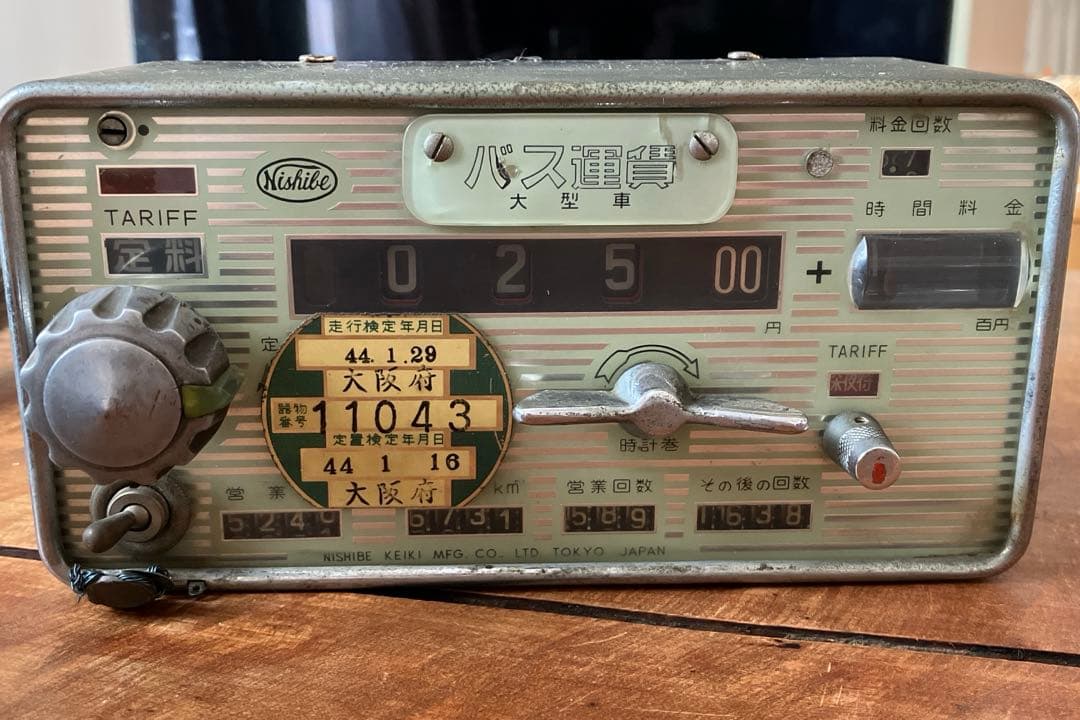 バス運賃
大型車
料金回数
Nishibe
TARIFF
時間料金
定料
0 2 5 00
+
円
百円
走行検定年月日
44.1.29
大阪府
器物番号 11043
定置検定年月日
44 1 16
大阪府
定
TARIFF
時計巻
営業
km
営業回数
その後の回数
6731
589
11638
NISHIBE KEIKI MFG. CO. LTD TOKYO JAPAN